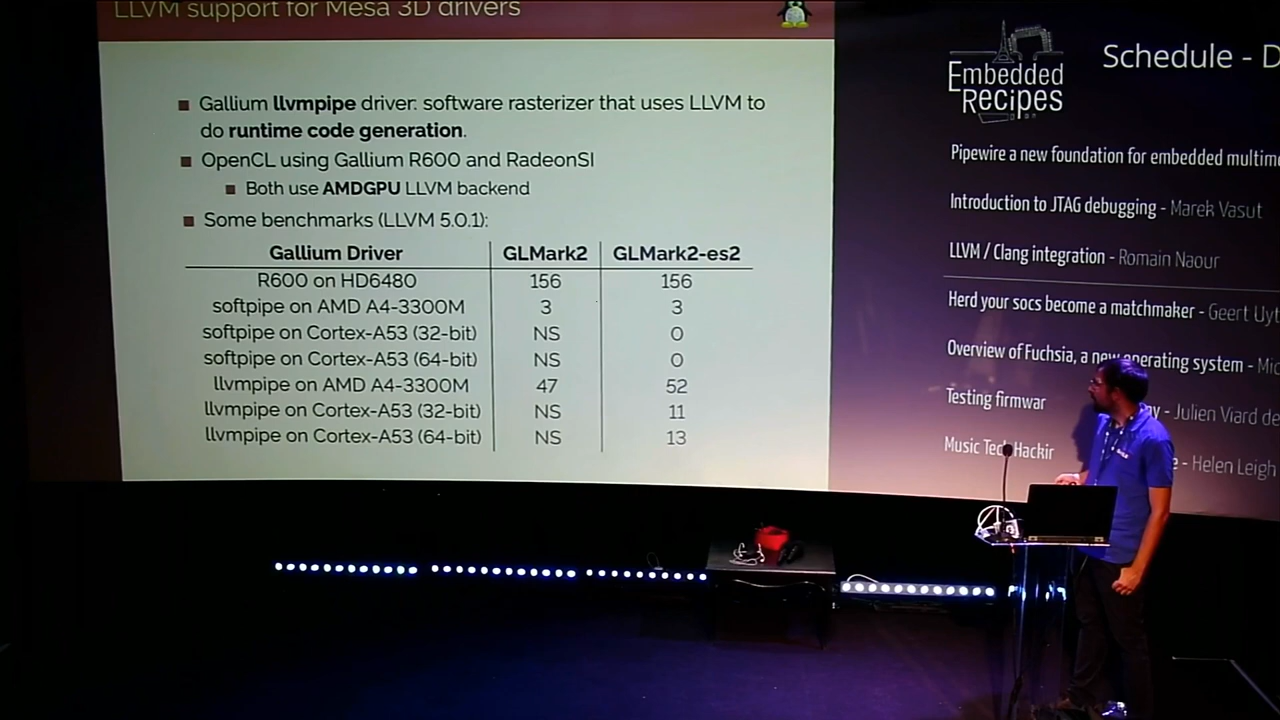 LLVM support for Mesa 3D drivers
Gallium llvmpipe driver: software rasterizer that uses LLVM to
do runtime code generation.
OpenCL using Gallium R600 and RadeonSI
Both use AMDGPU LLVM backend
Some benchmarks (LLVM 5.0.1):
Gallium Driver GLMark2 GLMark2-es2
R600 on HD6480 156 156
softpipe on AMD A4-3300M 3 3
softpipe on Cortex-A53 (32-bit) NS 0
softpipe on Cortex-A53 (64-bit) NS 0
llvmpipe on AMD A4-3300M 47 52
llvmpipe on Cortex-A53 (32-bit) NS 11
llvmpipe on Cortex-A53 (64-bit) NS 13
Embedded
Recipes
Schedule - D
Pipewire a new foundation for embedded multime
Introduction to JTAG debugging - Marek Vasut
LLVM / Clang integration - Romain Naour
Herd your socs become a matchmaker - Geert Uyt
Overview of Fuchsia, a new operating system - Mic
Testing firmwar - Julien Viard de
Music Tech Hackir - Helen Leigh